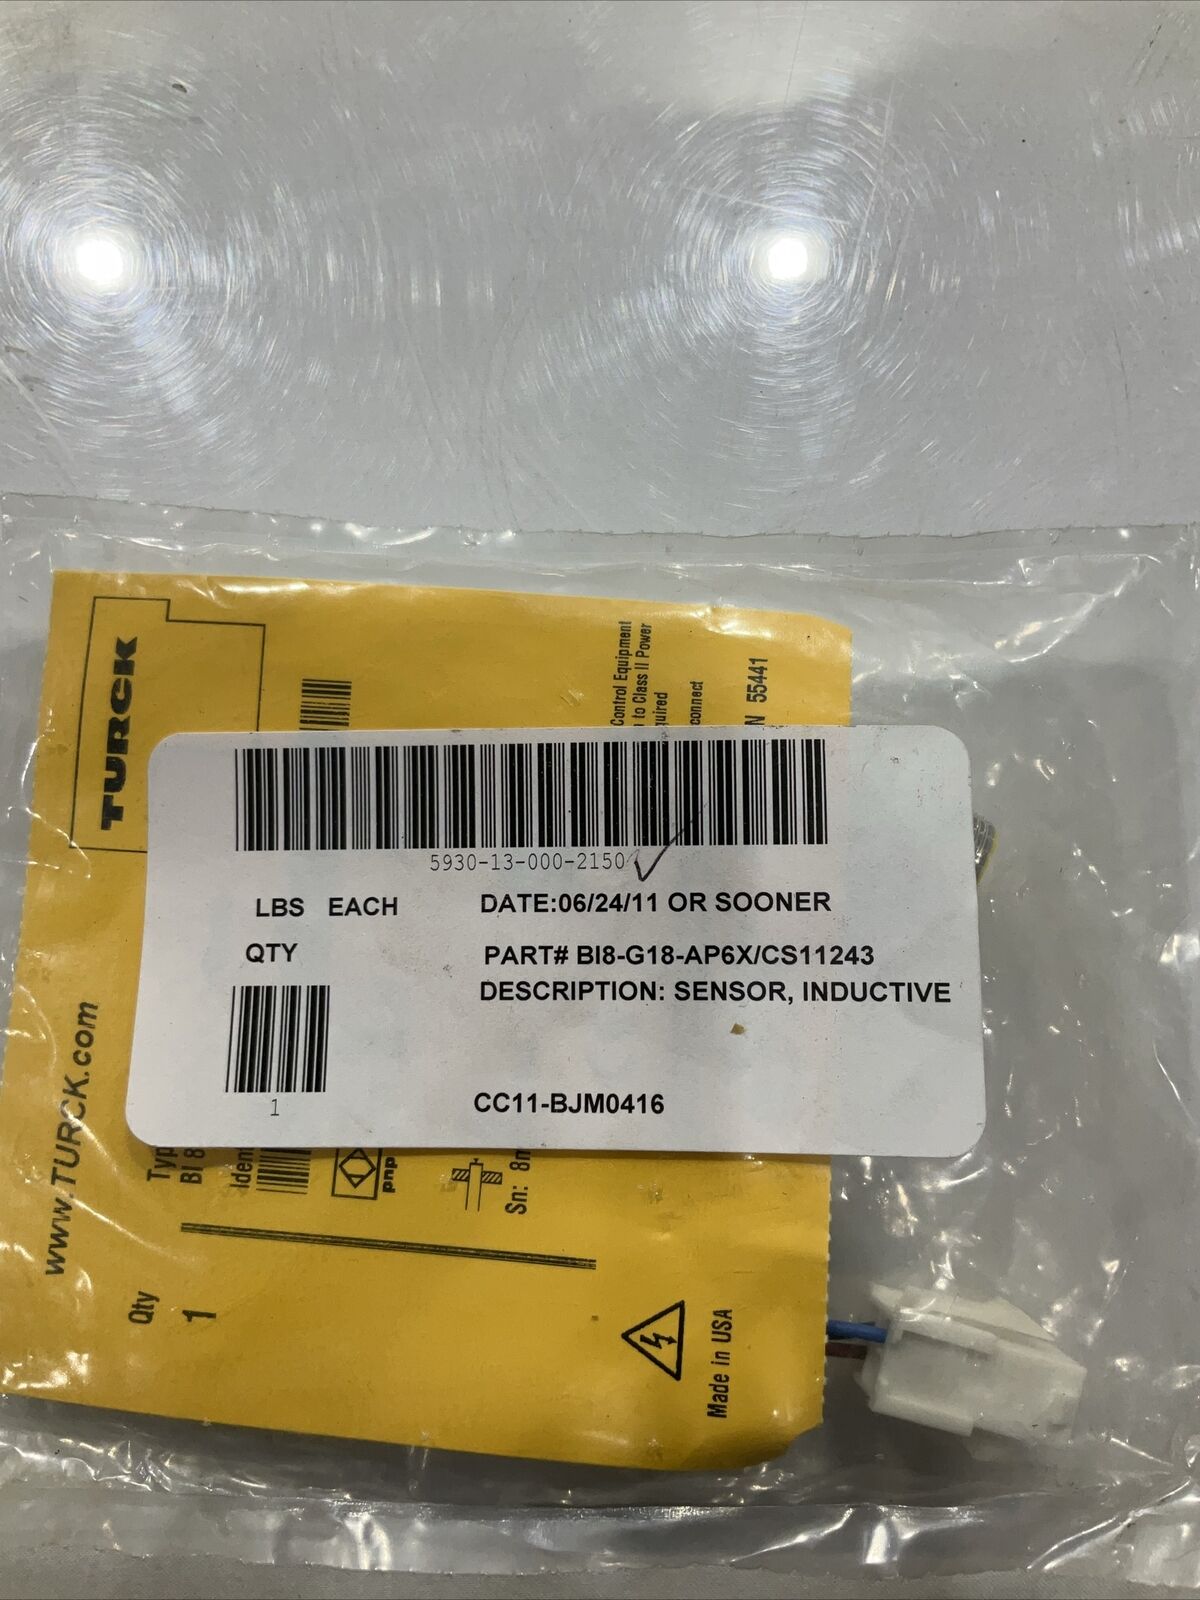 TURCK
Control Equipment
to Class II Power
connect
55441
5930-13-000-2150
LBS EACH
DATE:06/24/11 OR SOONER
QTY
PART# BI8-G18-AP6X/CS11243
DESCRIPTION: SENSOR, INDUCTIVE
1
CC11-BJM0416
www.TURCK.com
Typ
BI 8
Iden
pnp
Sn: 8m
Qty
1
Made in USA